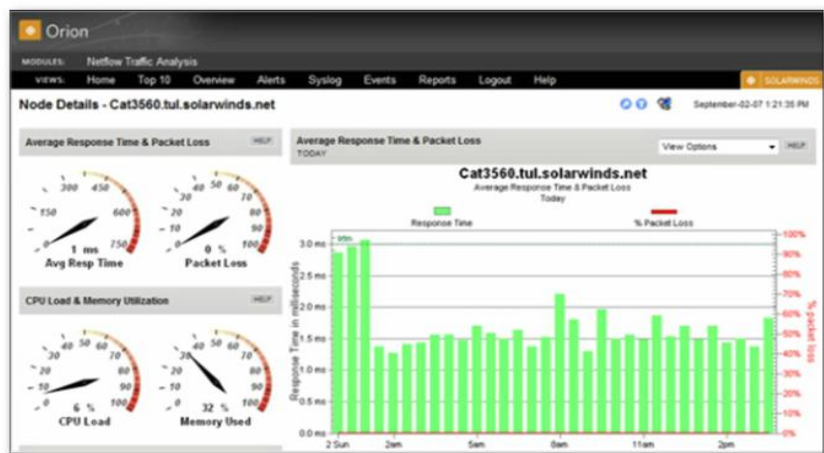 Orion
MODULES: Netflow Traffic Analysis
VIEWS: Home Top 10 Overview Alerts Syslog Events Reports Logout Help SOLARWINDS
Node Details - Cat3560.tul.solarwinds.net
September-02-07 1:21:35 PM
Average Response Time & Packet Loss HELP
0 150 300 450 600 750
1 ms
Avg Resp Time
0 10 20 30 40 50 60 70 80 90 100
0 %
Packet Loss
CPU Load & Memory Utilization HELP
0 10 20 30 40 50 60 70 80 90 100
6 %
CPU Load
0 10 20 30 40 50 60 70 80 90 100
32 %
Memory Used
Average Response Time & Packet Loss
TODAY
View Options HELP
Cat3560.tul.solarwinds.net
Average Response Time & Packet Loss
Today
Response Time % Packet Loss
Response Time in milliseconds
3.0 ms
2.5 ms
2.0 ms
1.5 ms
1.0 ms
0.5 ms
0.0 ms
100%
90%
80%
70%
60%
50%
40%
30%
20%
10%
0%
% packet loss
2 Sun 2am 5am 8am 11am 2pm